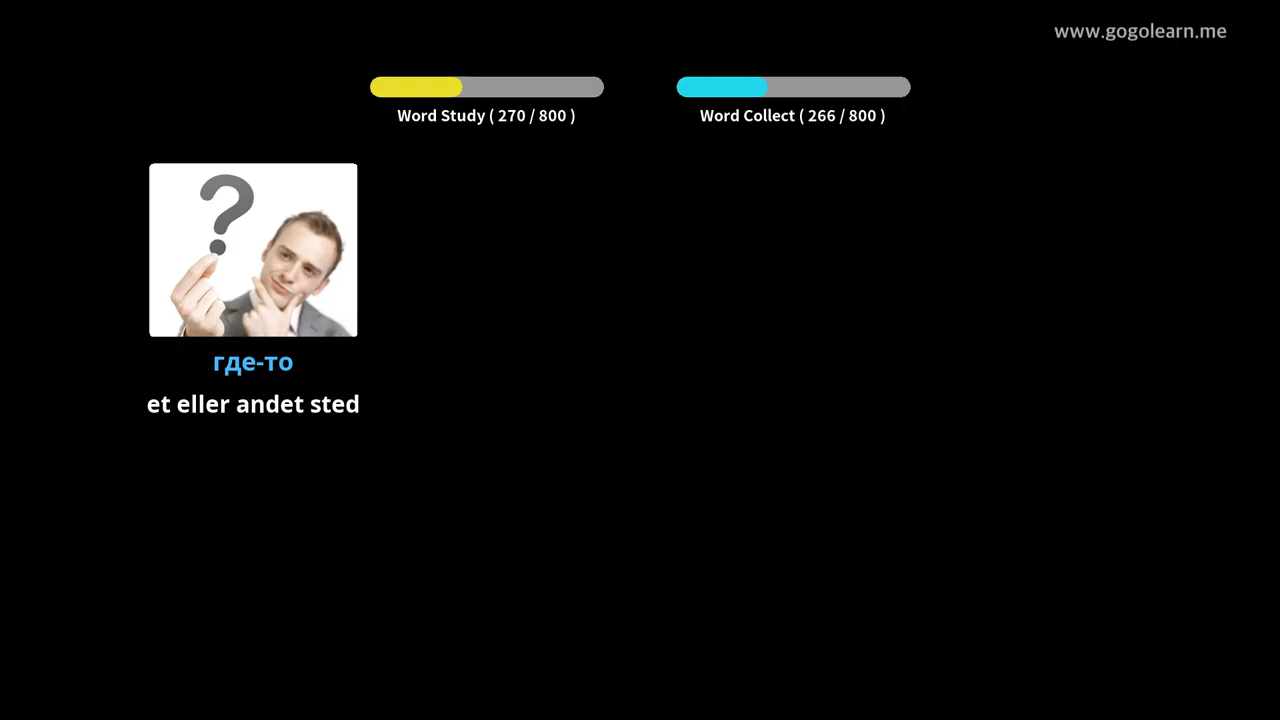 www.gogolearn.me
Word Study ( 270 / 800 )
Word Collect ( 266 / 800 )
?
где-то
et eller andet sted